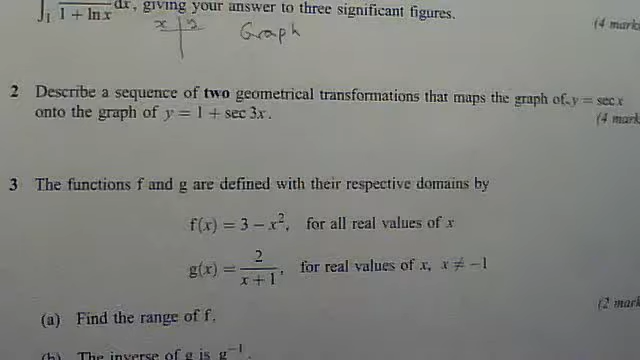 ∫1 1 + ln x dx, giving your answer to three significant figures.
(4 mark
x y Graph
2 Describe a sequence of two geometrical transformations that maps the graph of y = sec x
onto the graph of y = 1 + sec 3x.
(4 mark
3 The functions f and g are defined with their respective domains by
f(x) = 3 − x², for all real values of x
g(x) = 2/(x + 1), for real values of x, x ≠ −1
(2 mark
(a) Find the range of f.
(b) The inverse of g is g⁻¹.